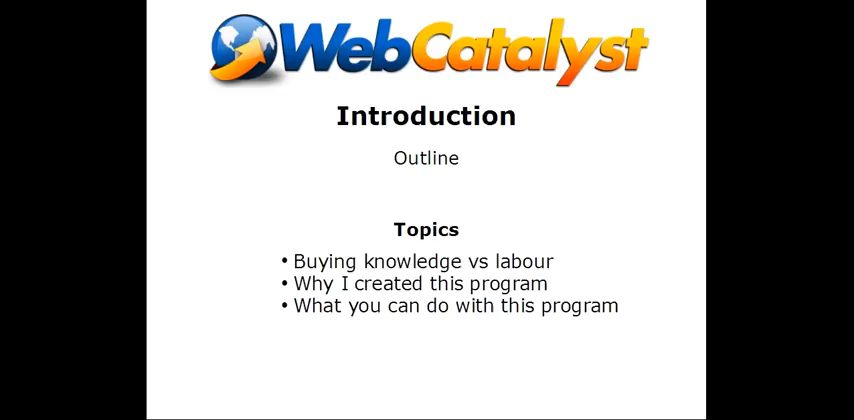 WebCatalyst
Introduction
Outline
Topics
• Buying knowledge vs labour
• Why I created this program
• What you can do with this program